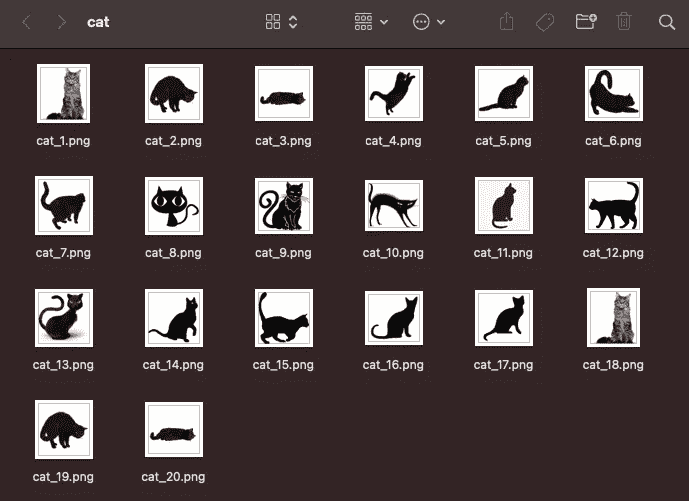 cat
cat_1.png cat_2.png cat_3.png cat_4.png cat_5.png cat_6.png
cat_7.png cat_8.png cat_9.png cat_10.png cat_11.png cat_12.png
cat_13.png cat_14.png cat_15.png cat_16.png cat_17.png cat_18.png
cat_19.png cat_20.png